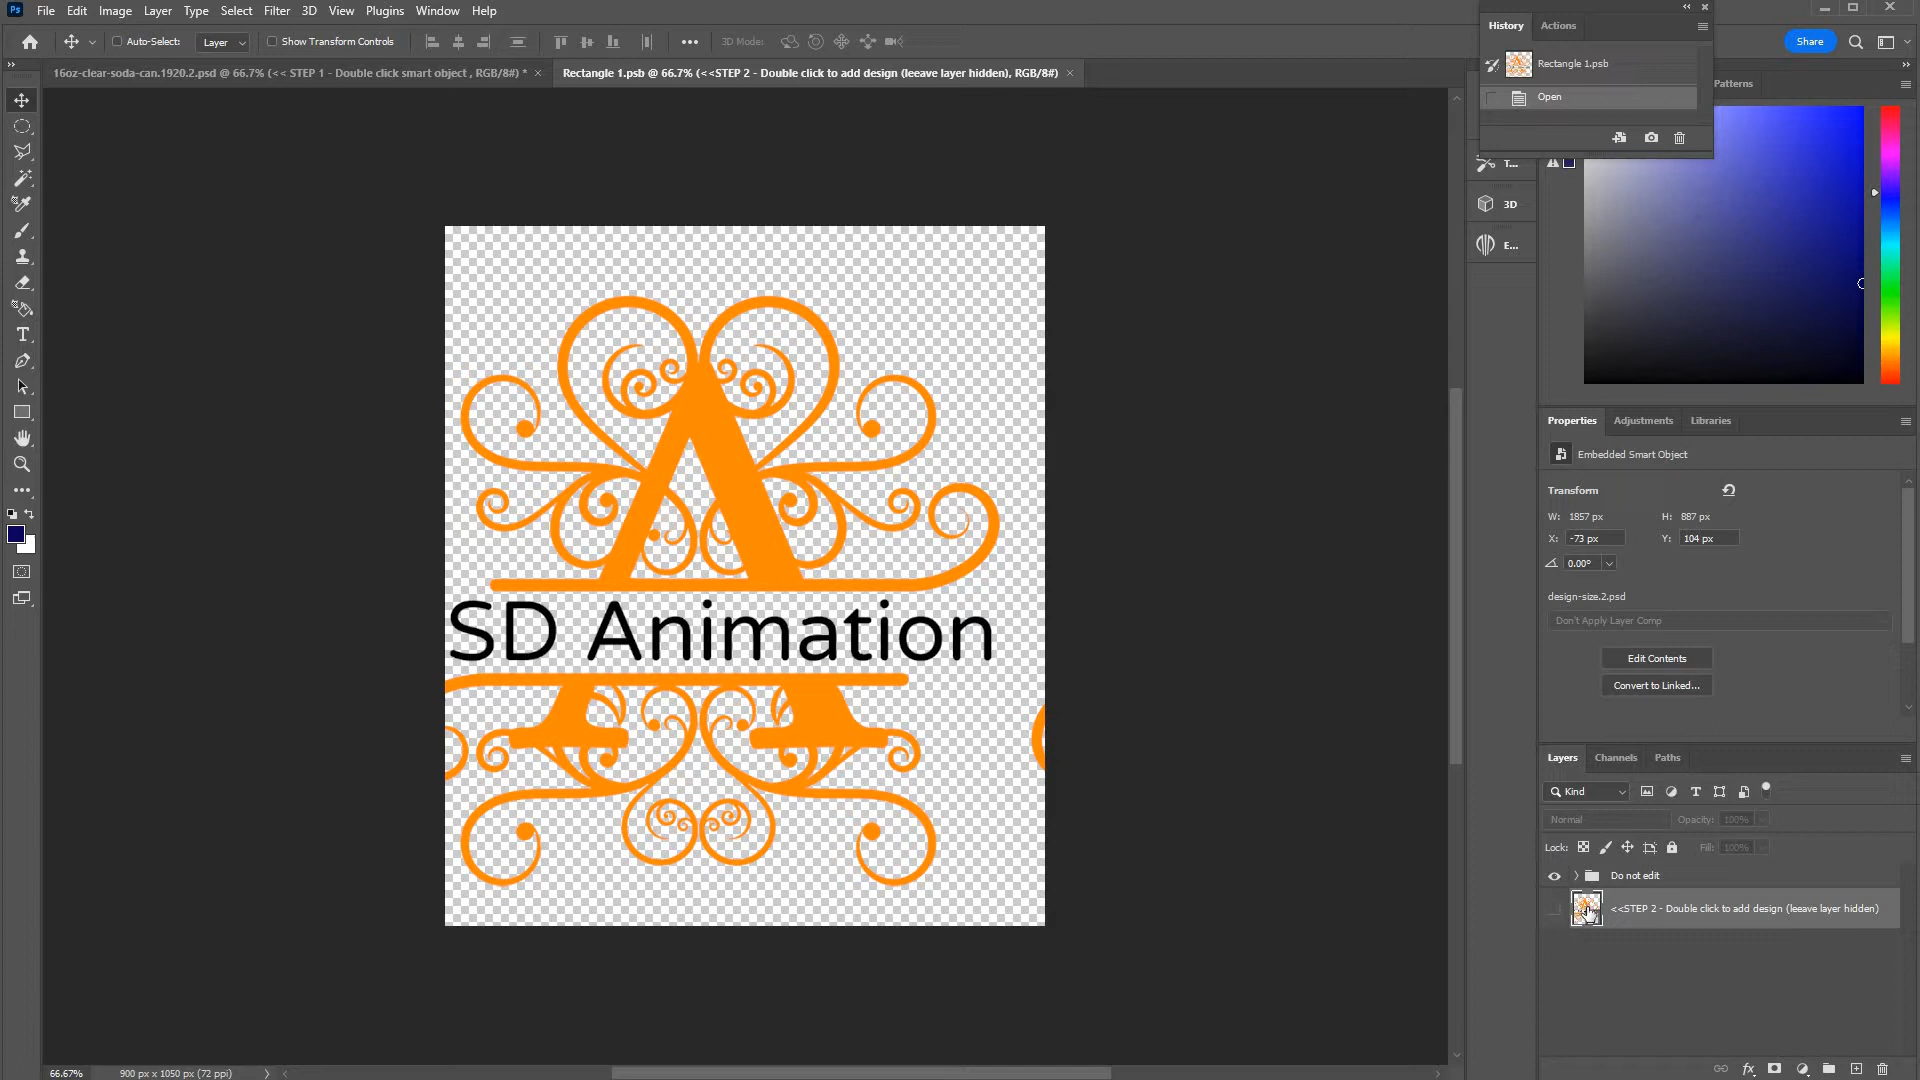 Ps File Edit Image Layer Type Select Filter 3D View Plugins Window Help
Auto-Select: Layer Show Transform Controls 3D Mode: Share
16oz-clear-soda-can.1920.2.psd @ 66.7% (<< STEP 1 - Double click smart object , RGB/8#) * × Rectangle 1.psb @ 66.7% (<<STEP 2 - Double click to add design (leeave layer hidden), RGB/8#) ×
History Actions
Rectangle 1.psb
Open
Patterns
T...
3D
E...
SD Animation
Properties Adjustments Libraries
Embedded Smart Object
Transform
W: 1857 px H: 887 px
X: -73 px Y: 104 px
0.00°
design-size.2.psd
Don't Apply Layer Comp
Edit Contents
Convert to Linked...
Layers Channels Paths
Kind
Normal Opacity: 100%
Lock: Fill: 100%
Do not edit
<<STEP 2 - Double click to add design (leeave layer hidden)
66.67% 900 px x 1050 px (72 ppi)
fx